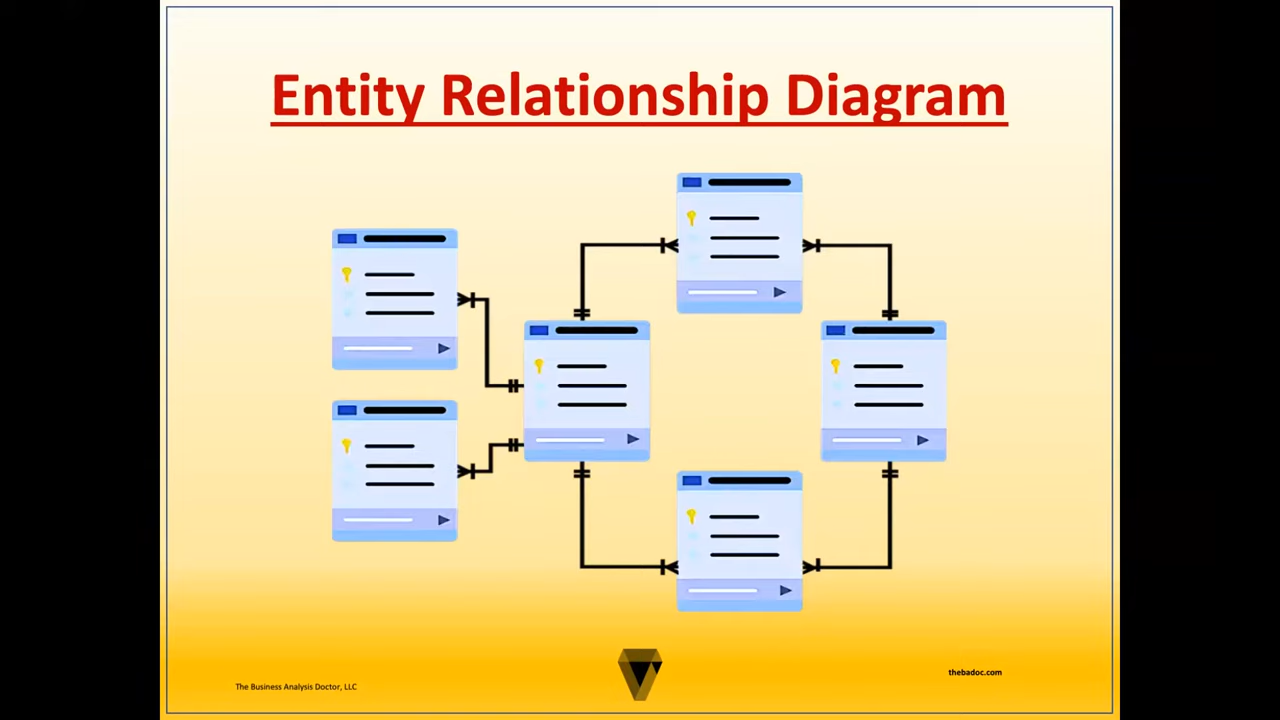 Entity Relationship Diagram
The Business Analysis Doctor, LLC
thebadoc.com